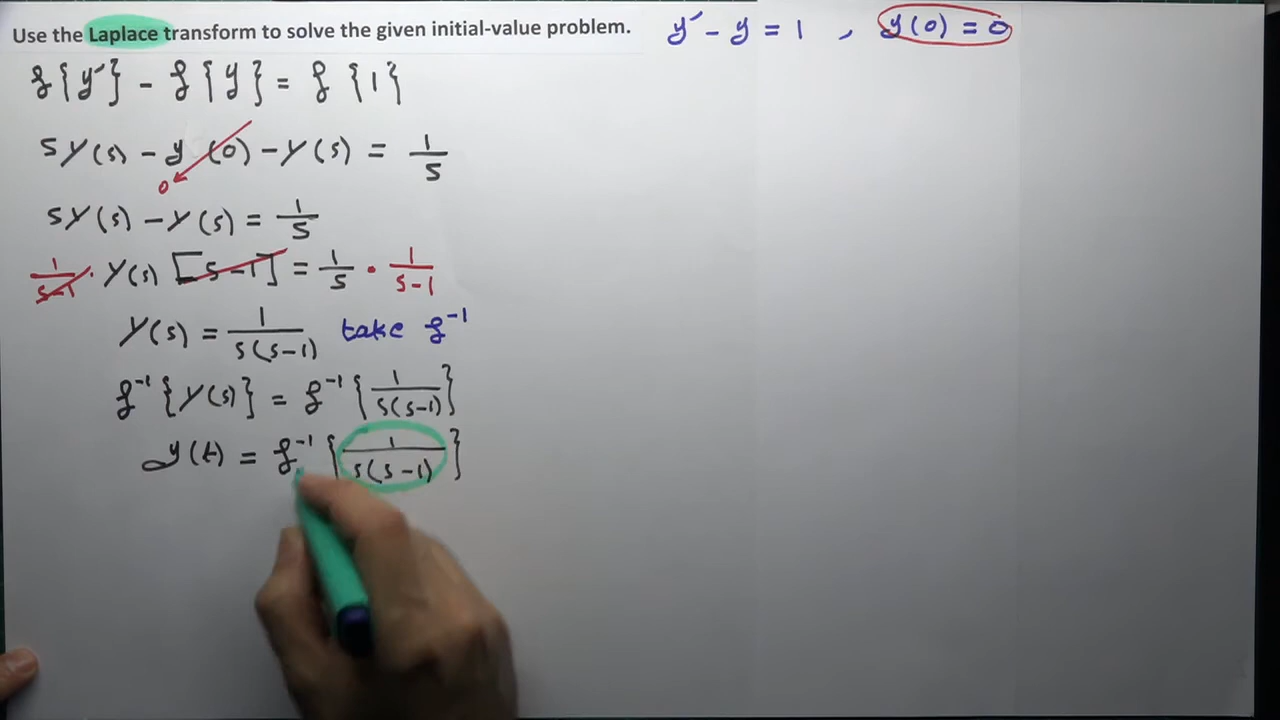 Use the Laplace transform to solve the given initial-value problem. y' - y = 1 , y(0) = 0
ℒ{y'} - ℒ{y} = ℒ{1}
sY(s) - y(0) - Y(s) = 1/s
0
sY(s) - Y(s) = 1/s
1/(s-1) · Y(s) [s-1] = 1/s · 1/(s-1)
Y(s) = 1/(s(s-1)) take ℒ⁻¹
ℒ⁻¹{Y(s)} = ℒ⁻¹{1/(s(s-1))}
y(t) = ℒ⁻¹{1/(s(s-1))}